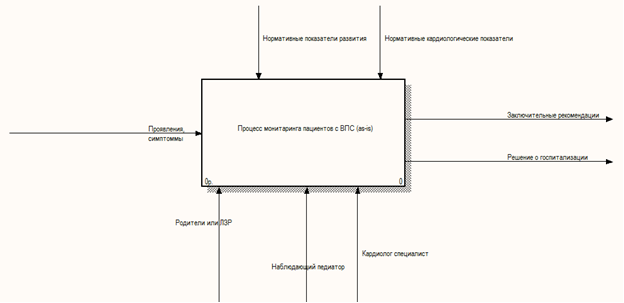 Нормативные показатели развития
Нормативные кардиологические показатели
Заключительные рекомендации
Проявления,
симптоммы
Процесс мониторинга пациентов с ВПС (as-is)
Решение о госпитализации
0р.
0
Родители или ЛЗР
Кардиолог специалист
Наблюдающий педиатор